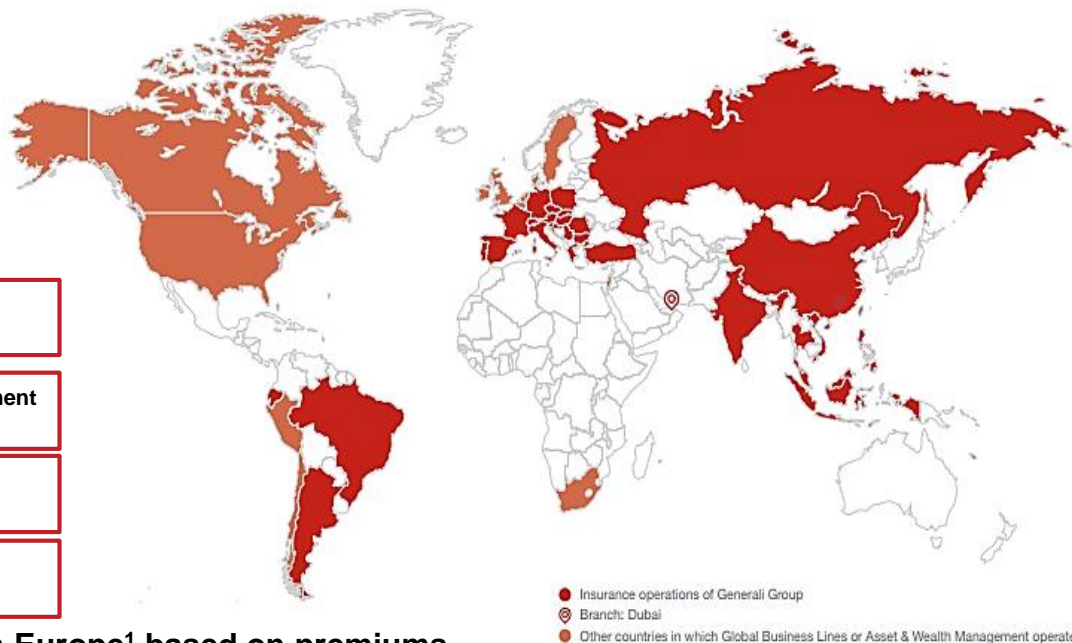 nent
Insurance operations of Generali Group
Branch: Dubai
Other countries in which Global Business Lines or Asset & Wealth Management operate
Europe¹ based on premiums